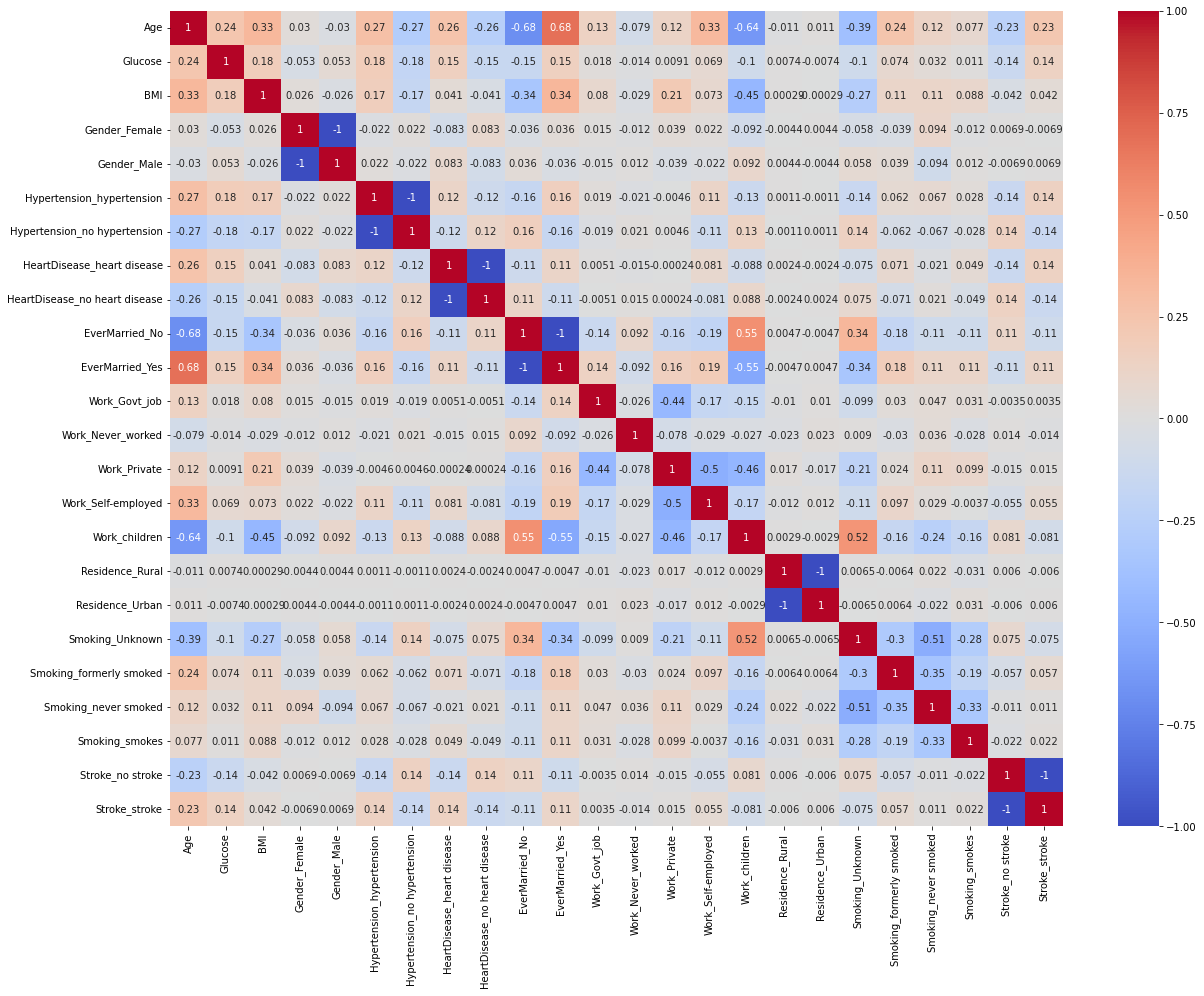 Age 1 0.24 0.33 0.03 -0.03 0.27 -0.27 0.26 -0.26 -0.68 0.68 0.13 -0.079 0.12 0.33 -0.64 -0.011 0.011 -0.39 0.24 0.12 0.077 -0.23 0.23
Glucose 0.24 1 0.18 -0.053 0.053 0.18 -0.18 0.15 -0.15 -0.15 0.15 0.018 -0.014 0.0091 0.069 -0.1 0.0074 -0.0074 -0.1 0.074 0.032 0.011 -0.14 0.14
BMI 0.33 0.18 1 0.026 -0.026 0.17 -0.17 0.041 -0.041 -0.34 0.34 0.08 -0.029 0.21 0.073 -0.45 0.00029 -0.00029 -0.27 0.11 0.11 0.088 -0.042 0.042
Gender_Female 0.03 -0.053 0.026 1 -1 -0.022 0.022 -0.083 0.083 -0.036 0.036 0.015 -0.012 0.039 0.022 -0.092 -0.0044 0.0044 -0.058 -0.039 0.094 -0.012 0.0069 -0.0069
Gender_Male -0.03 0.053 -0.026 -1 1 0.022 -0.022 0.083 -0.083 0.036 -0.036 -0.015 0.012 -0.039 -0.022 0.092 0.0044 -0.0044 0.058 0.039 -0.094 0.012 -0.0069 0.0069
Hypertension_hypertension 0.27 0.18 0.17 -0.022 0.022 1 -1 0.12 -0.12 -0.16 0.16 0.019 -0.021 -0.0046 0.11 -0.13 0.0011 -0.0011 -0.14 0.062 0.067 0.028 -0.14 0.14
Hypertension_no hypertension -0.27 -0.18 -0.17 0.022 -0.022 -1 1 -0.12 0.12 0.16 -0.16 -0.019 0.021 0.0046 -0.11 0.13 -0.0011 0.0011 0.14 -0.062 -0.067 -0.028 0.14 -0.14
HeartDisease_heart disease 0.26 0.15 0.041 -0.083 0.083 0.12 -0.12 1 -1 -0.11 0.11 0.0051 -0.015 -0.00024 0.081 -0.088 0.0024 -0.0024 -0.075 0.071 -0.021 0.049 -0.14 0.14
HeartDisease_no heart disease -0.26 -0.15 -0.041 0.083 -0.083 -0.12 0.12 -1 1 0.11 -0.11 -0.0051 0.015 0.00024 -0.081 0.088 -0.0024 0.0024 0.075 -0.071 0.021 -0.049 0.14 -0.14
EverMarried_No -0.68 -0.15 -0.34 -0.036 0.036 -0.16 0.16 -0.11 0.11 1 -1 -0.14 0.092 -0.16 -0.19 0.55 0.0047 -0.0047 0.34 -0.18 -0.11 -0.11 0.11 -0.11
EverMarried_Yes 0.68 0.15 0.34 0.036 -0.036 0.16 -0.16 0.11 -0.11 -1 1 0.14 -0.092 0.16 0.19 -0.55 -0.0047 0.0047 -0.34 0.18 0.11 0.11 -0.11 0.11
Work_Govt_job 0.13 0.018 0.08 0.015 -0.015 0.019 -0.019 0.0051 -0.0051 -0.14 0.14 1 -0.026 -0.44 -0.17 -0.15 -0.01 0.01 -0.099 0.03 0.047 0.031 -0.0035 0.0035
Work_Never_worked -0.079 -0.014 -0.029 -0.012 0.012 -0.021 0.021 -0.015 0.015 0.092 -0.092 -0.026 1 -0.078 -0.029 -0.027 -0.023 0.023 0.009 -0.03 0.036 -0.028 0.014 -0.014
Work_Private 0.12 0.0091 0.21 0.039 -0.039 -0.0046 0.0046 -0.00024 0.00024 -0.16 0.16 -0.44 -0.078 1 -0.5 -0.46 0.017 -0.017 -0.21 0.024 0.11 0.099 -0.015 0.015
Work_Self-employed 0.33 0.069 0.073 0.022 -0.022 0.11 -0.11 0.081 -0.081 -0.19 0.19 -0.17 -0.029 -0.5 1 -0.17 -0.012 0.012 -0.11 0.097 0.029 -0.0037 -0.055 0.055
Work_children -0.64 -0.1 -0.45 -0.092 0.092 -0.13 0.13 -0.088 0.088 0.55 -0.55 -0.15 -0.027 -0.46 -0.17 1 0.0029 -0.0029 0.52 -0.16 -0.24 -0.16 0.081 -0.081
Residence_Rural -0.011 0.0074 0.00029 -0.0044 0.0044 0.0011 -0.0011 0.0024 -0.0024 0.0047 -0.0047 -0.01 -0.023 0.017 -0.012 0.0029 1 -1 0.0065 -0.0064 0.022 -0.031 0.006 -0.006
Residence_Urban 0.011 -0.0074 -0.00029 0.0044 -0.0044 -0.0011 0.0011 -0.0024 0.0024 -0.0047 0.0047 0.01 0.023 -0.017 0.012 -0.0029 -1 1 -0.0065 0.0064 -0.022 0.031 -0.006 0.006
Smoking_Unknown -0.39 -0.1 -0.27 -0.058 0.058 -0.14 0.14 -0.075 0.075 0.34 -0.34 -0.099 0.009 -0.21 -0.11 0.52 0.0065 -0.0065 1 -0.3 -0.51 -0.28 0.075 -0.075
Smoking_formerly smoked 0.24 0.074 0.11 -0.039 0.039 0.062 -0.062 0.071 -0.071 -0.18 0.18 0.03 -0.03 0.024 0.097 -0.16 -0.0064 0.0064 -0.3 1 -0.35 -0.19 -0.057 0.057
Smoking_never smoked 0.12 0.032 0.11 0.094 -0.094 0.067 -0.067 -0.021 0.021 -0.11 0.11 0.047 0.036 0.11 0.029 -0.24 0.022 -0.022 -0.51 -0.35 1 -0.33 -0.011 0.011
Smoking_smokes 0.077 0.011 0.088 -0.012 0.012 0.028 -0.028 0.049 -0.049 -0.11 0.11 0.031 -0.028 0.099 -0.0037 -0.16 -0.031 0.031 -0.28 -0.19 -0.33 1 -0.022 0.022
Stroke_no stroke -0.23 -0.14 -0.042 0.0069 -0.0069 -0.14 0.14 -0.14 0.14 0.11 -0.11 -0.0035 0.014 -0.015 -0.055 0.081 0.006 -0.006 0.075 -0.057 -0.011 -0.022 1 -1
Stroke_stroke 0.23 0.14 0.042 -0.0069 0.0069 0.14 -0.14 0.14 -0.14 -0.11 0.11 0.0035 -0.014 0.015 0.055 -0.081 -0.006 0.006 -0.075 0.057 0.011 0.022 -1 1
Age
Glucose
BMI
Gender_Female
Gender_Male
Hypertension_hypertension
Hypertension_no hypertension
HeartDisease_heart disease
HeartDisease_no heart disease
EverMarried_No
EverMarried_Yes
Work_Govt_job
Work_Never_worked
Work_Private
Work_Self-employed
Work_children
Residence_Rural
Residence_Urban
Smoking_Unknown
Smoking_formerly smoked
Smoking_never smoked
Smoking_smokes
Stroke_no stroke
Stroke_stroke
1.00
0.75
0.50
0.25
0.00
−0.25
−0.50
−0.75
−1.00